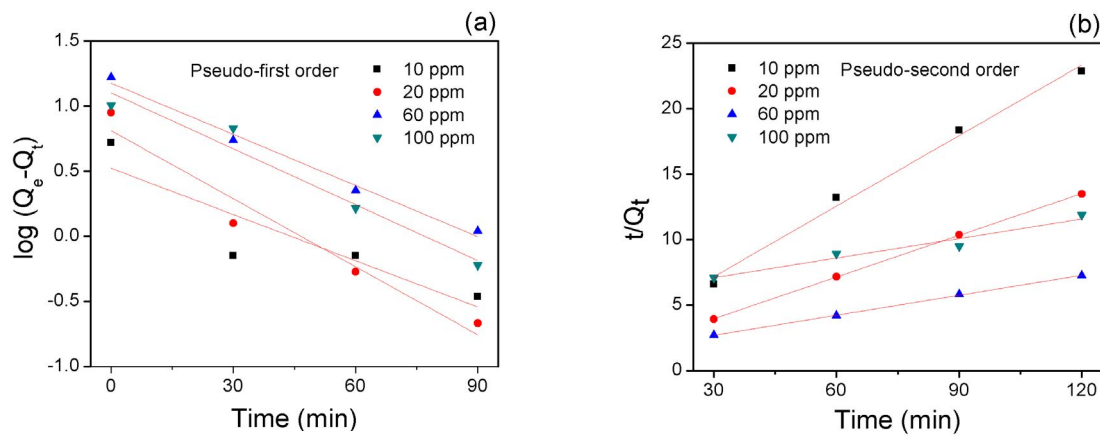 (a)
Pseudo-first order
10 ppm
20 ppm
60 ppm
100 ppm
1.5
1.0
0.5
0.0
-0.5
-1.0
log (Qe-Qt)
0
30
60
90
Time (min)
(b)
Pseudo-second order
10 ppm
20 ppm
60 ppm
100 ppm
25
20
15
10
5
0
t/Qt
30
60
90
120
Time (min)